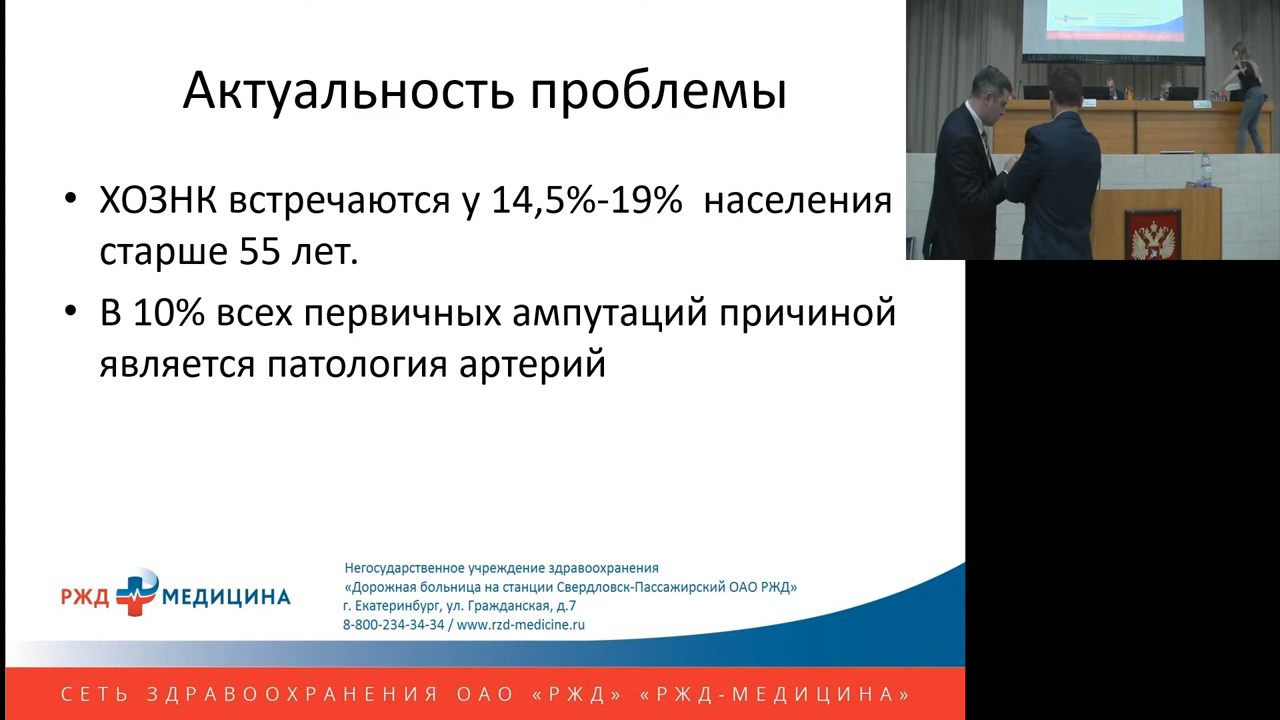 Актуальность проблемы
• ХОЗНК встречаются у 14,5%-19% населения
старше 55 лет.
• В 10% всех первичных ампутаций причиной
является патология артерий
РЖД МЕДИЦИНА
Негосударственное учреждение здравоохранения
«Дорожная больница на станции Свердловск-Пассажирский ОАО РЖД»
г. Екатеринбург, ул. Гражданская, д.7
8-800-234-34-34 / www.rzd-medicine.ru
СЕТЬ ЗДРАВООХРАНЕНИЯ ОАО «РЖД» «РЖД-МЕДИЦИНА»